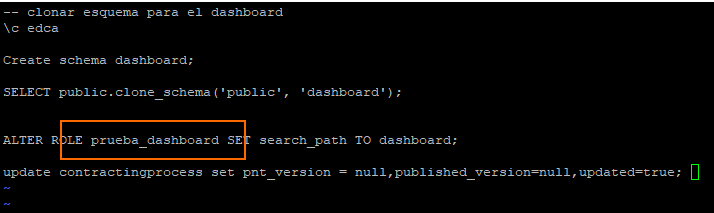 -- clonar esquema para el dashboard
\c edca
Create schema dashboard;
SELECT public.clone_schema('public', 'dashboard');
ALTER ROLE prueba_dashboard SET search_path TO dashboard;
update contractingprocess set pnt_version = null,published_version=null,updated=true;
~
~